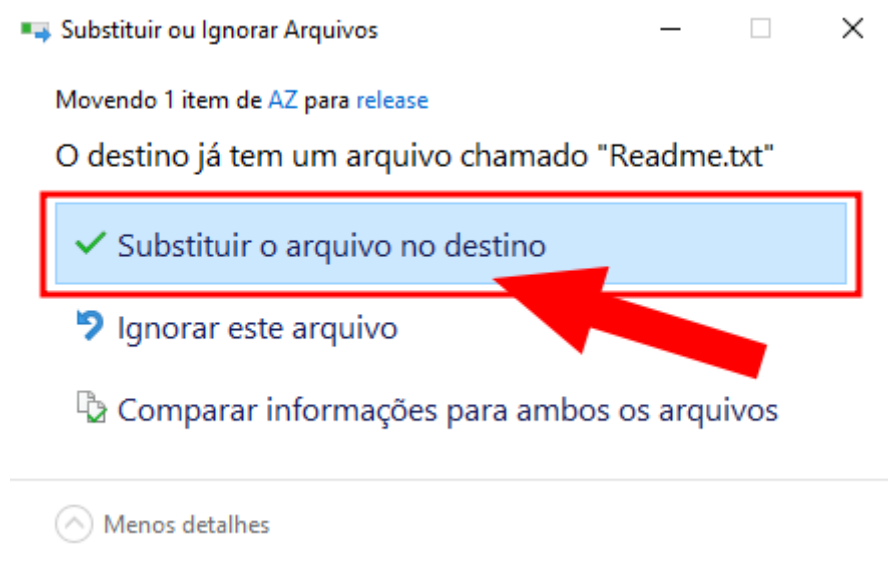 Substituir ou Ignorar Arquivos
Movendo 1 item de AZ para release
O destino já tem um arquivo chamado "Readme.txt"
Substituir o arquivo no destino
Ignorar este arquivo
Comparar informações para ambos os arquivos
Menos detalhes